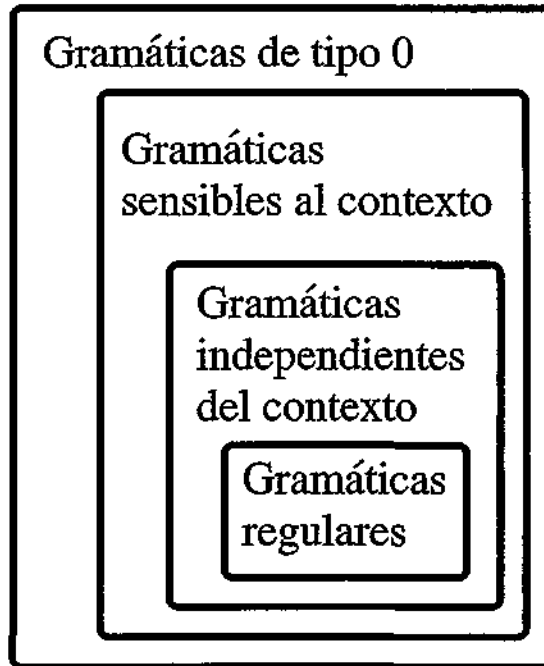 Gramáticas de tipo 0
Gramáticas
sensibles al contexto
Gramáticas
independientes
del contexto
Gramáticas
regulares